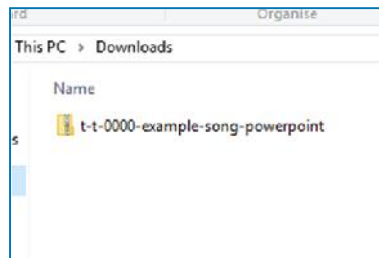 rd Organise
This PC > Downloads
Name
t-t-0000-example-song-powerpoint
s